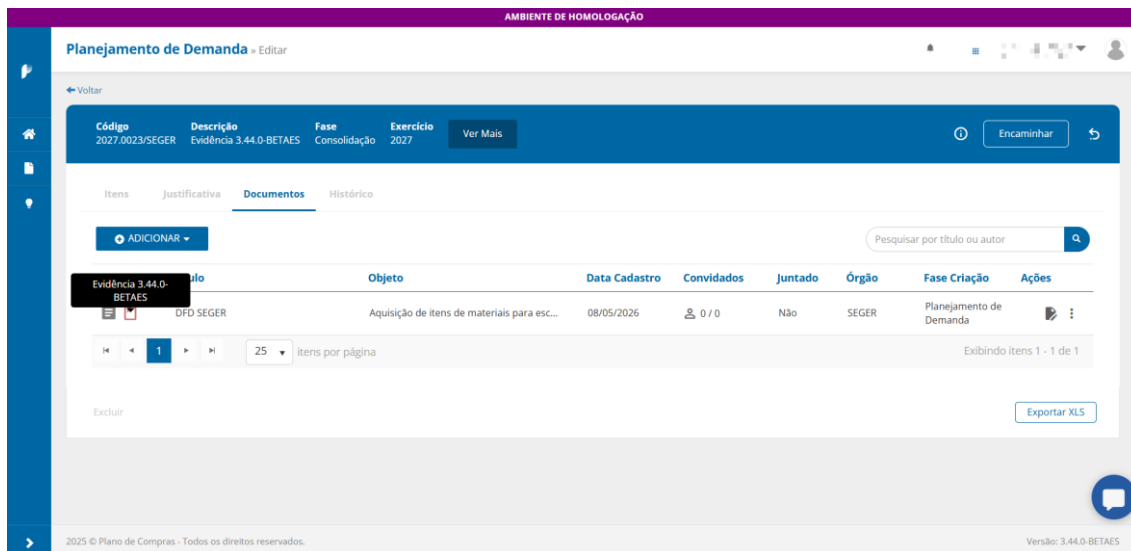 AMBIENTE DE HOMOLOGAÇÃO
Planejamento de Demanda » Editar
Voltar
Código Descrição Fase Exercício
2027.0023/SEGER Evidência 3.44.0-BETAES Consolidação 2027 Ver Mais Encaminhar
Itens Justificativa Documentos Histórico
ADICIONAR Pesquisar por título ou autor
ulo Objeto Data Cadastro Convidados Juntado Órgão Fase Criação Ações
Evidência 3.44.0-
BETAES
DFD SEGER Aquisição de itens de materiais para esc... 08/05/2026 0 / 0 Não SEGER Planejamento de
Demanda
1 25 itens por página Exibindo itens 1 - 1 de 1
Excluir Exportar XLS
2025 © Plano de Compras - Todos os direitos reservados. Versão: 3.44.0-BETAES